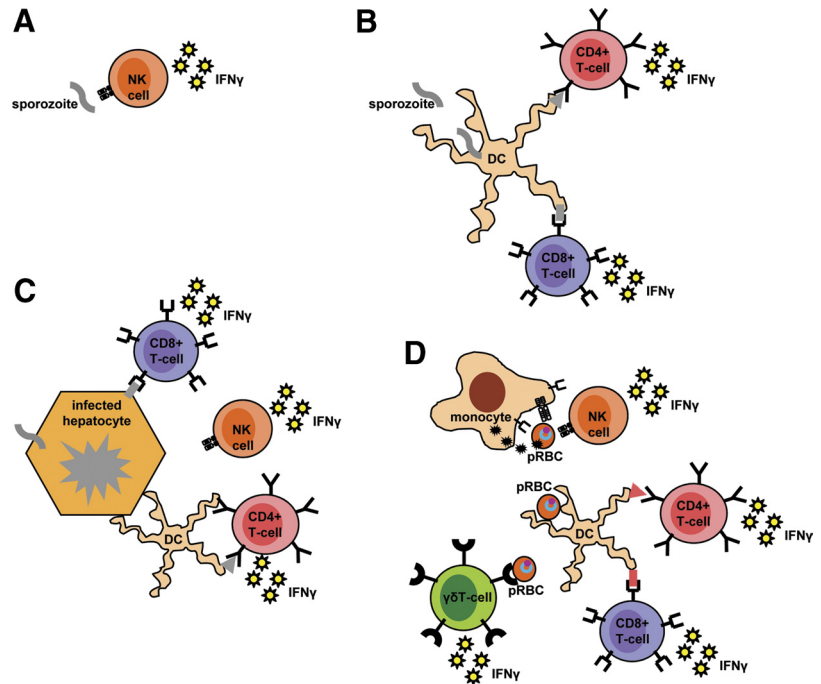 A
NK
cell
IFNγ
sporozoite
B
CD4+
T-cell
IFNγ
sporozoite
DC
CD8+
T-cell
IFNγ
C
CD8+
T-cell
IFNγ
infected
hepatocyte
NK
cell
IFNγ
DC
CD4+
T-cell
IFNγ
D
monocyte
NK
cell
IFNγ
pRBC
pRBC
DC
CD4+
T-cell
IFNγ
γδT-cell
pRBC
IFNγ
CD8+
T-cell
IFNγ